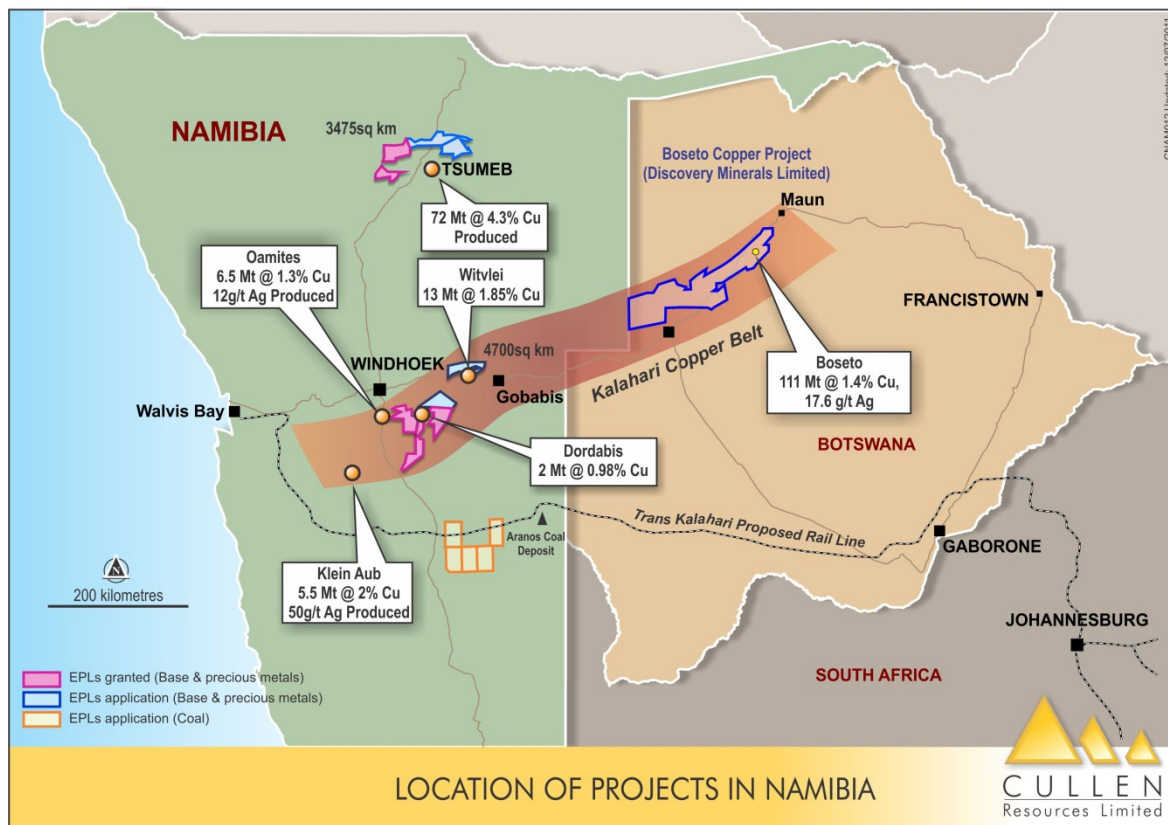 CNAM012 Updated: 12/07/2011
NAMIBIA
3475sq km
TSUMEB
72 Mt @ 4.3% Cu
Produced
Boseto Copper Project
(Discovery Minerals Limited)
Maun
Oamites
6.5 Mt @ 1.3% Cu
12g/t Ag Produced
Witvlei
13 Mt @ 1.85% Cu
FRANCISTOWN
4700sq km
WINDHOEK
Gobabis
Kalahari Copper Belt
Boseto
111 Mt @ 1.4% Cu,
17.6 g/t Ag
Walvis Bay
BOTSWANA
Dordabis
2 Mt @ 0.98% Cu
Trans Kalahari Proposed Rail Line
Aranos Coal
Deposit
GABORONE
N
200 kilometres
Klein Aub
5.5 Mt @ 2% Cu
50g/t Ag Produced
JOHANNESBURG
SOUTH AFRICA
EPLs granted (Base & precious metals)
EPLs application (Base & precious metals)
EPLs application (Coal)
LOCATION OF PROJECTS IN NAMIBIA
CULLEN
Resources Limited